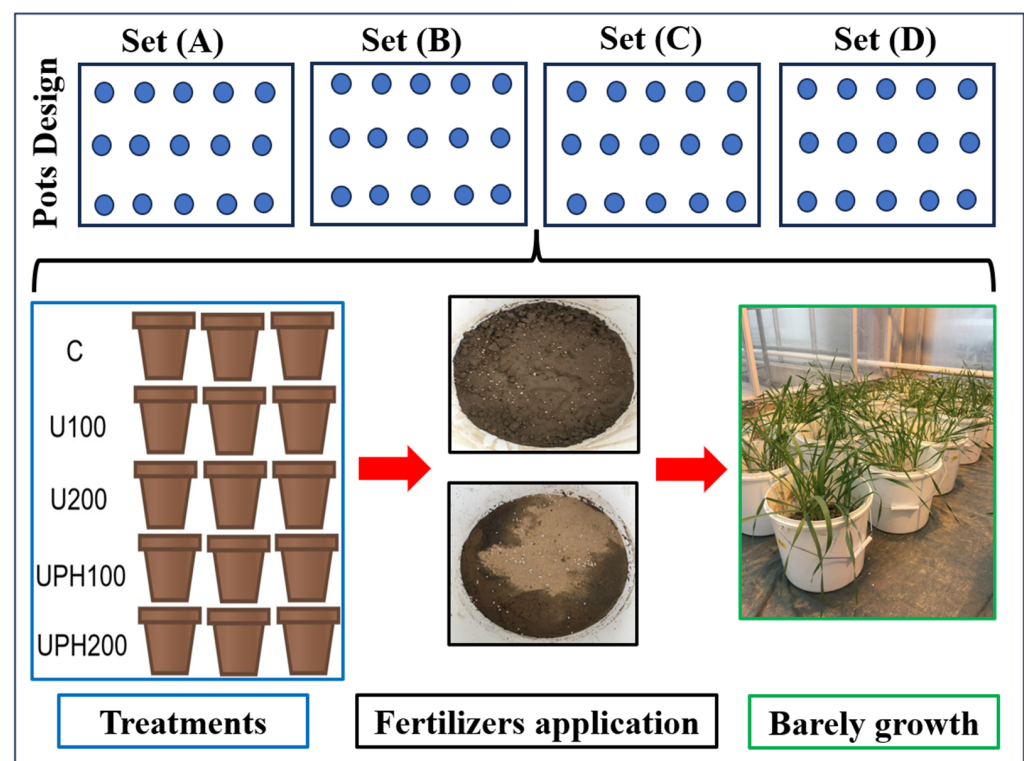 Set (A)
Set (B)
Set (C)
Set (D)
Pots Design
C
U100
U200
UPH100
UPH200
Treatments
Fertilizers application
Barely growth